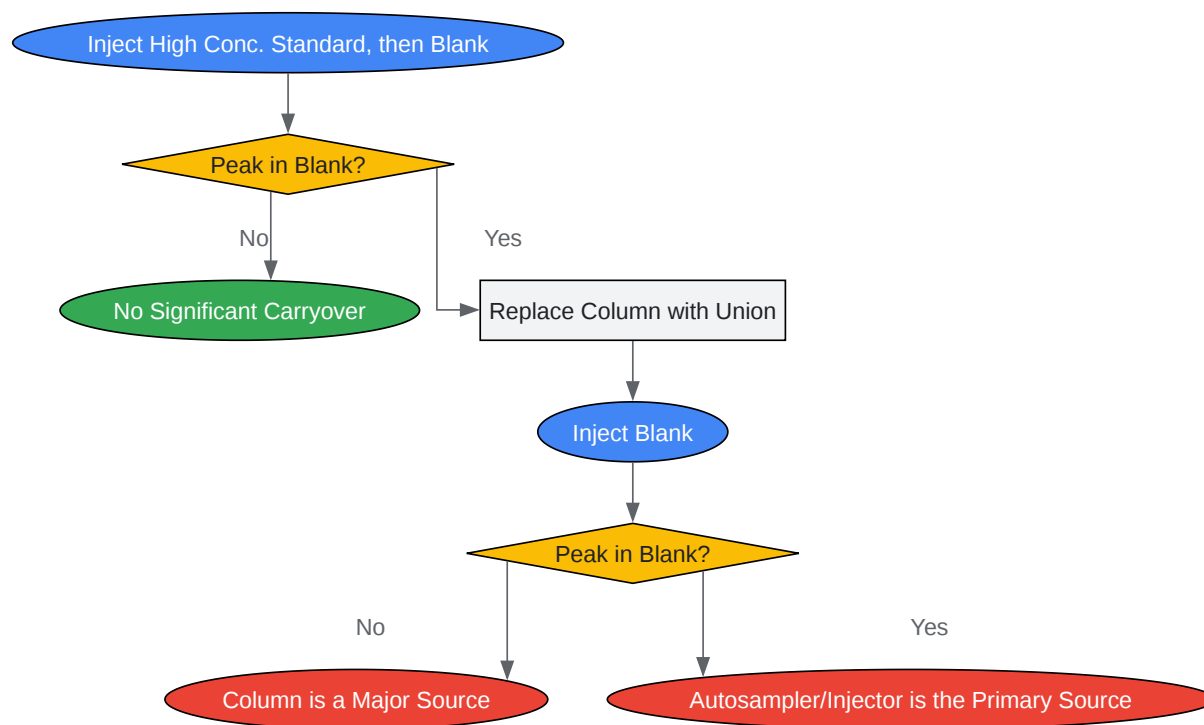 Inject High Conc. Standard, then Blank
Peak in Blank?
No
Yes
No Significant Carryover
Replace Column with Union
Inject Blank
Peak in Blank?
No
Yes
Column is a Major Source
Autosampler/Injector is the Primary Source